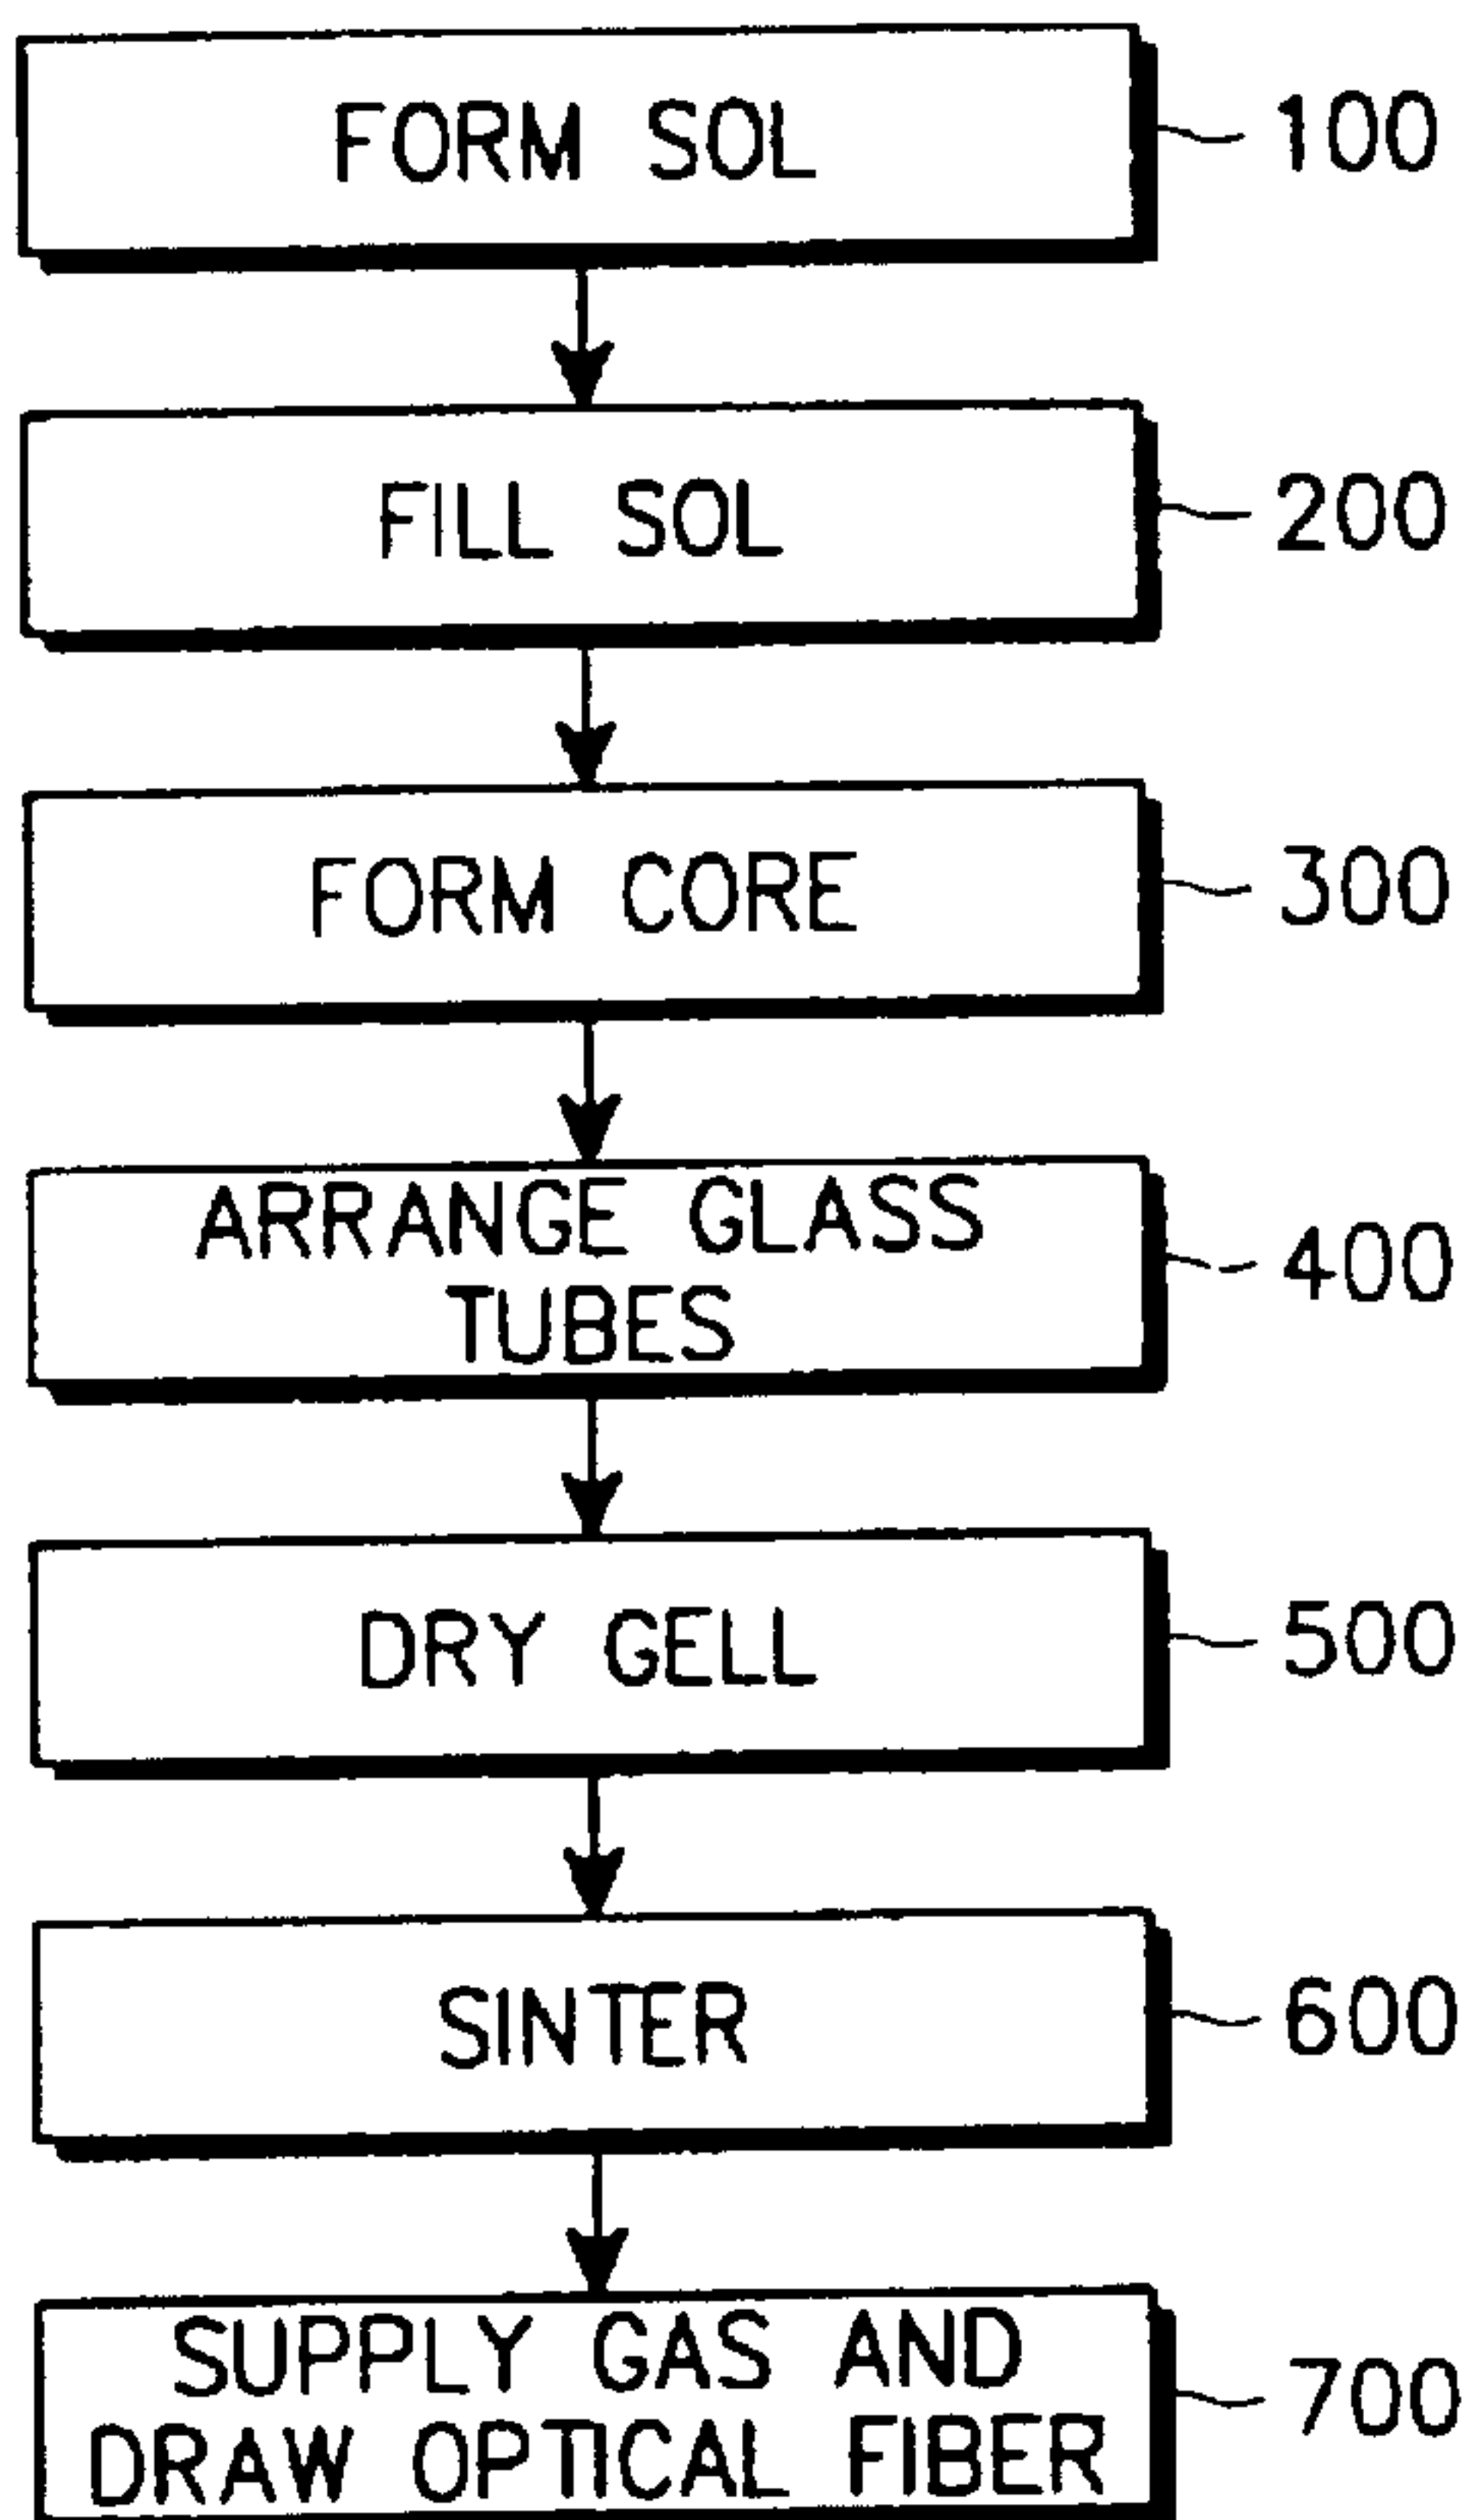 FORM SOL
100
FILL SOL
200
FORM CORE
300
ARRANGE GLASS
TUBES
400
DRY GELL
500
SINTER
600
SUPPLY GAS AND
DRAW OPTICAL FIBER
700